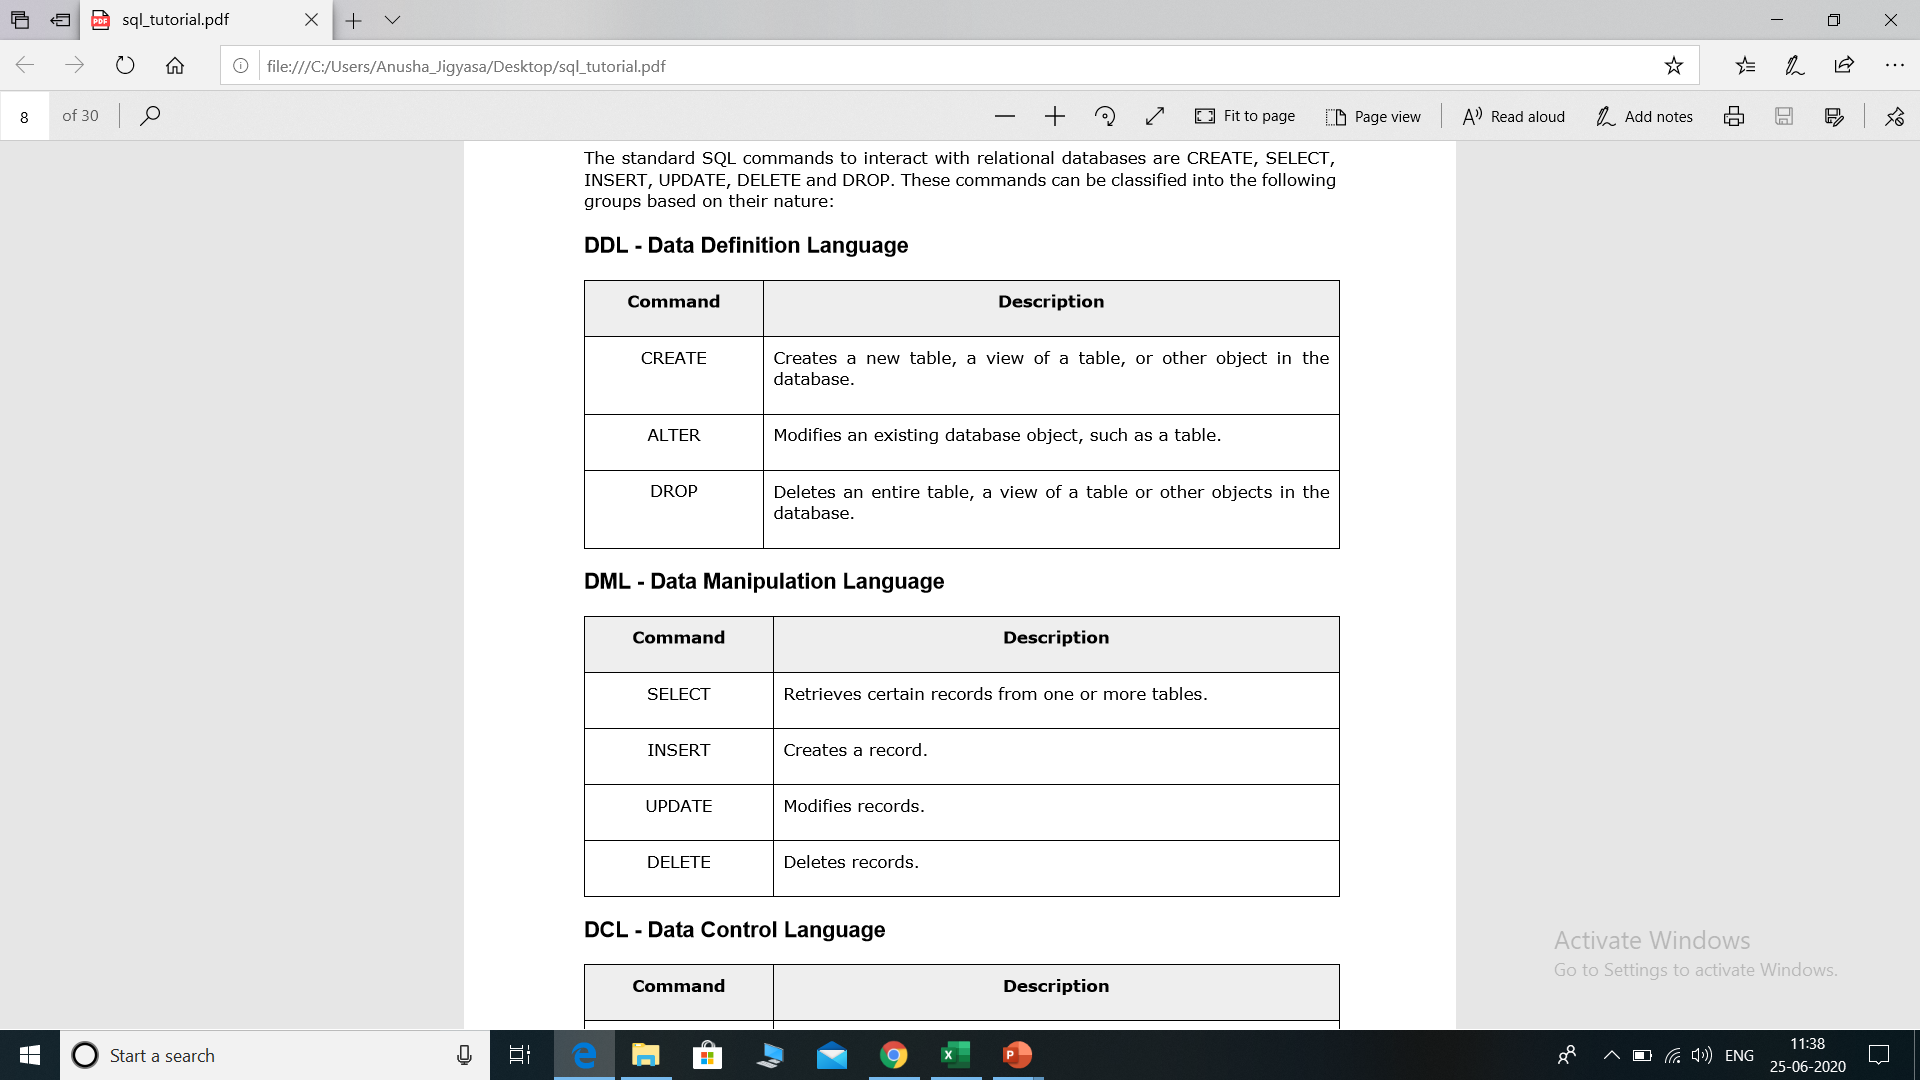 sql_tutorial.pdf
file:///C:/Users/Anusha_Jigyasa/Desktop/sql_tutorial.pdf
8 of 30 Fit to page Page view Read aloud Add notes
The standard SQL commands to interact with relational databases are CREATE, SELECT,
INSERT, UPDATE, DELETE and DROP. These commands can be classified into the following
groups based on their nature:
DDL - Data Definition Language
Command Description
CREATE Creates a new table, a view of a table, or other object in the
database.
ALTER Modifies an existing database object, such as a table.
DROP Deletes an entire table, a view of a table or other objects in the
database.
DML - Data Manipulation Language
Command Description
SELECT Retrieves certain records from one or more tables.
INSERT Creates a record.
UPDATE Modifies records.
DELETE Deletes records.
DCL - Data Control Language
Command Description
Activate Windows
Go to Settings to activate Windows.
Start a search
ENG
11:38
25-06-2020